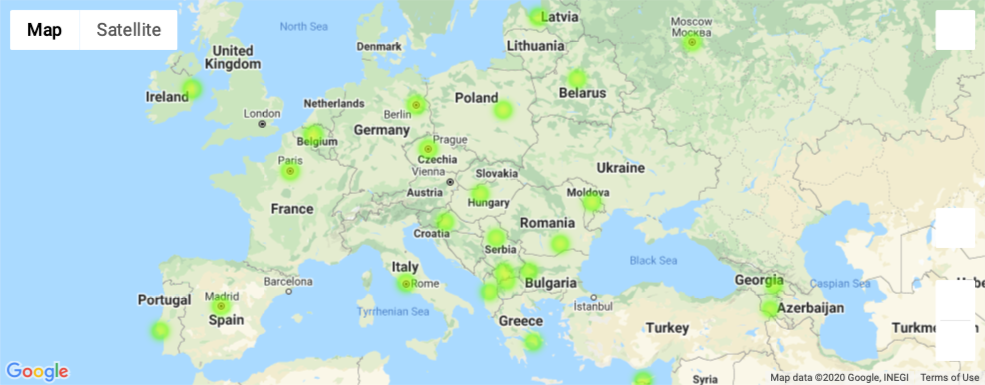 Map Satellite
North Sea
Latvia
Moscow
Москва
Denmark
Lithuania
United
Kingdom
Ireland
Belarus
Netherlands
Berlin
Poland
London
Germany
Belgium
Prague
Czechia
Paris
Ukraine
Vienna
Slovakia
Austria
Moldova
Hungary
France
Romania
Croatia
Serbia
Black Sea
Italy
Rome
Bulgaria
Georgia
Caspian Sea
Barcelona
Portugal
Madrid
Spain
Istanbul
Tyrrhenian Sea
Azerbaijan
Greece
Turkey
Turkme
Google
Syria
Map data ©2020 Google, INEGI Terms of Use